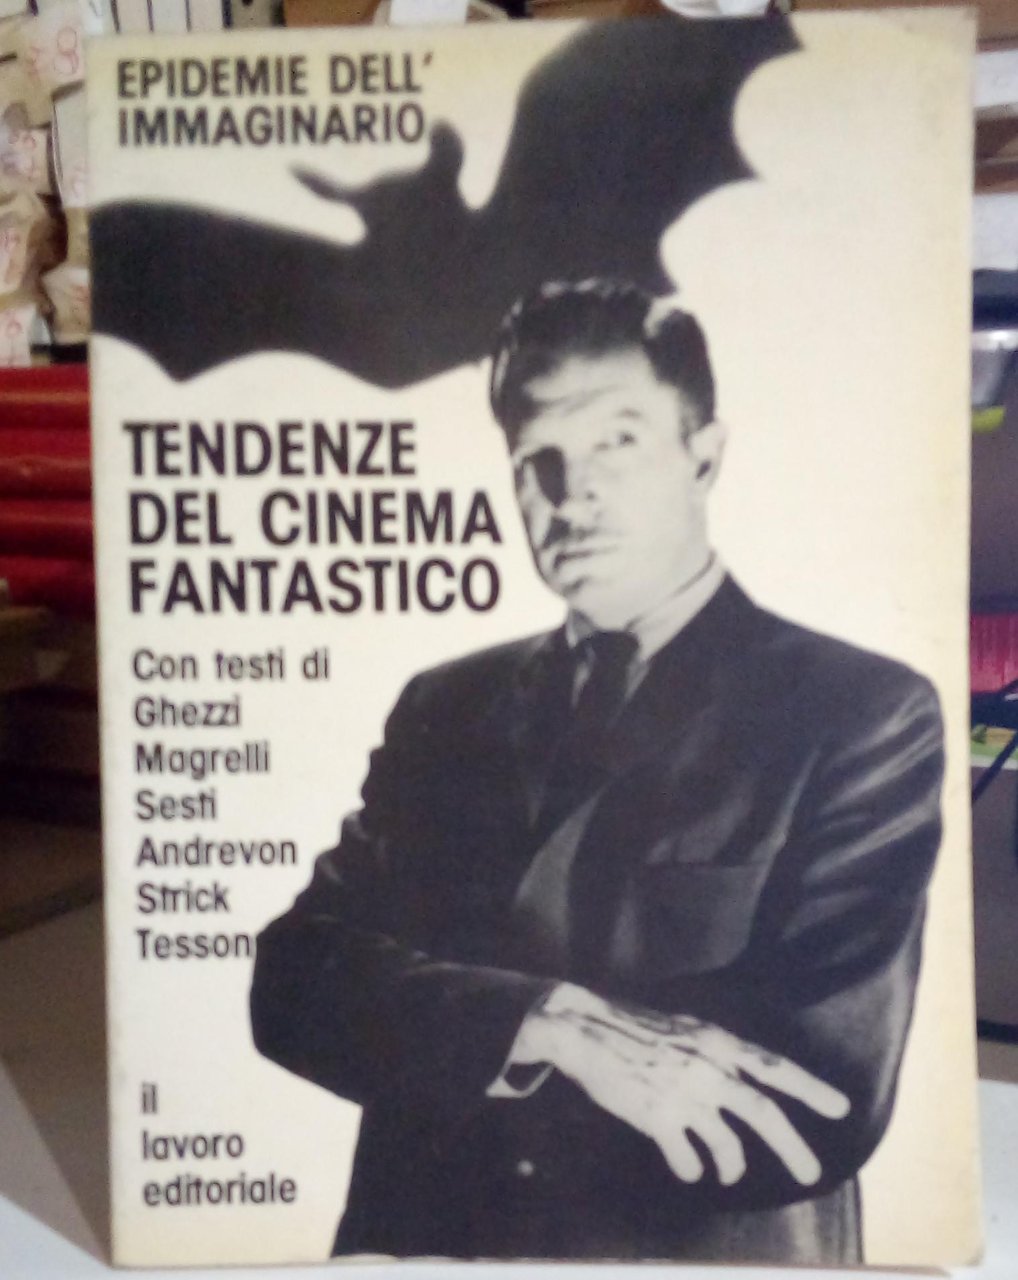 EPIDEMIE DELL'
IMMAGINARIO
TENDENZE
DEL CINEMA
FANTASTICO
Con testi di
Ghezzi
Magrelli
Sesti
Andrevon
Strick
Tesson
il
lavoro
editoriale